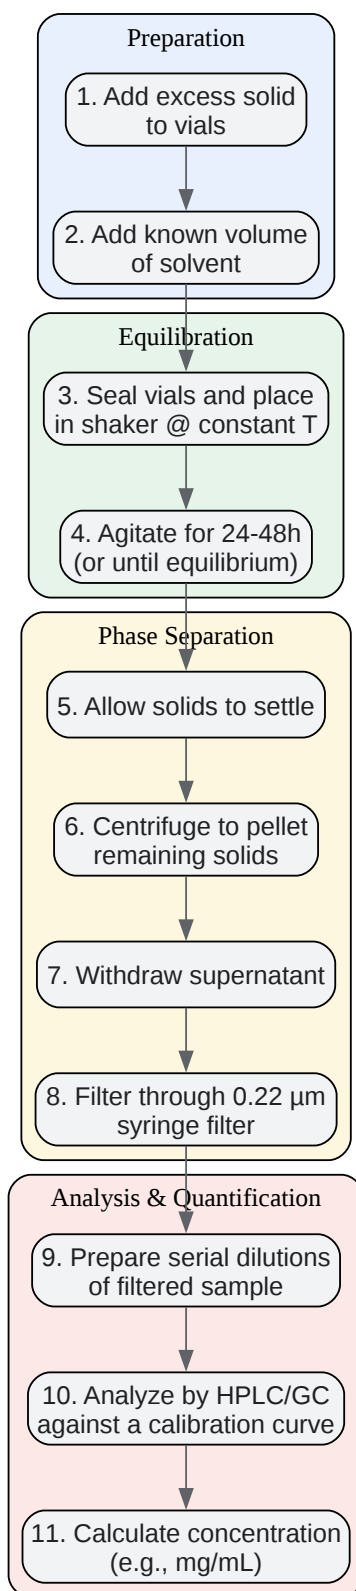 Preparation
1. Add excess solid
to vials
2. Add known volume
of solvent
Equilibration
3. Seal vials and place
in shaker @ constant T
4. Agitate for 24-48h
(or until equilibrium)
Phase Separation
5. Allow solids to settle
6. Centrifuge to pellet
remaining solids
7. Withdraw supernatant
8. Filter through 0.22 µm
syringe filter
Analysis & Quantification
9. Prepare serial dilutions
of filtered sample
10. Analyze by HPLC/GC
against a calibration curve
11. Calculate concentration
(e.g., mg/mL)